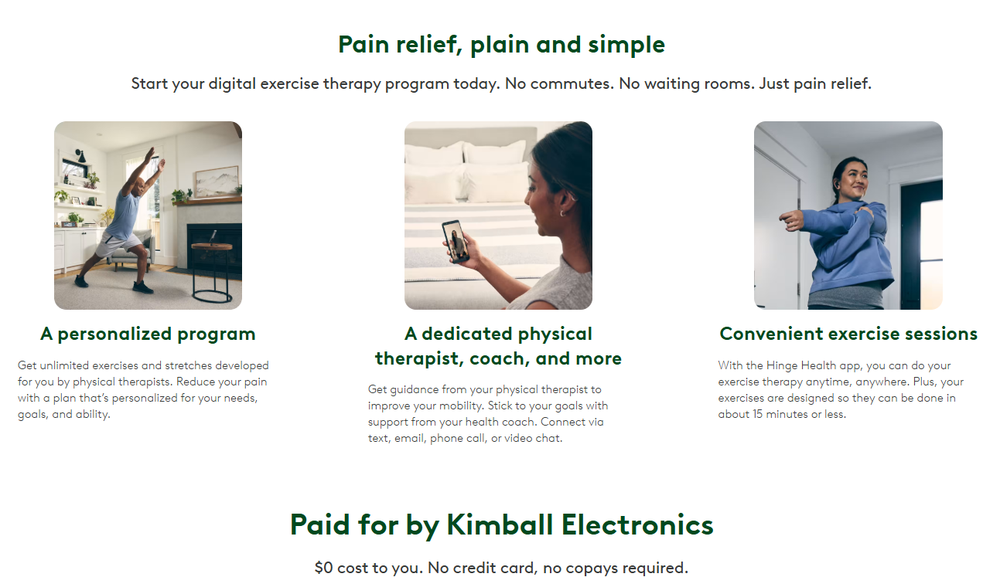 Pain relief, plain and simple
Start your digital exercise therapy program today. No commutes. No waiting rooms. Just pain relief.
A personalized program
Get unlimited exercises and stretches developed
for you by physical therapists. Reduce your pain
with a plan that’s personalized for your needs,
goals, and ability.
A dedicated physical
therapist, coach, and more
Get guidance from your physical therapist to
improve your mobility. Stick to your goals with
support from your health coach. Connect via
text, email, phone call, or video chat.
Convenient exercise sessions
With the Hinge Health app, you can do your
exercise therapy anytime, anywhere. Plus, your
exercises are designed so they can be done in
about 15 minutes or less.
Paid for by Kimball Electronics
$0 cost to you. No credit card, no copays required.